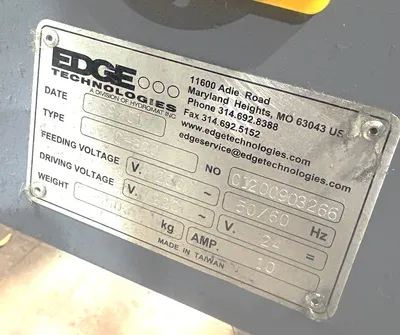 EDGE
TECHNOLOGIES
A DIVISION OF HYDROMAT INC
11600 Adie Road
Maryland Heights, MO 63043 US
Phone 314.692.8388
Fax 314.692.5152
www.edgetechnologies.com
edgeservice@edgetechnologies.com
DATE
TYPE
NO
FEEDING VOLTAGE V. ~ 50/60 Hz
DRIVING VOLTAGE V. ~ V. 24 =
WEIGHT kg AMP. 10
MADE IN TAIWAN